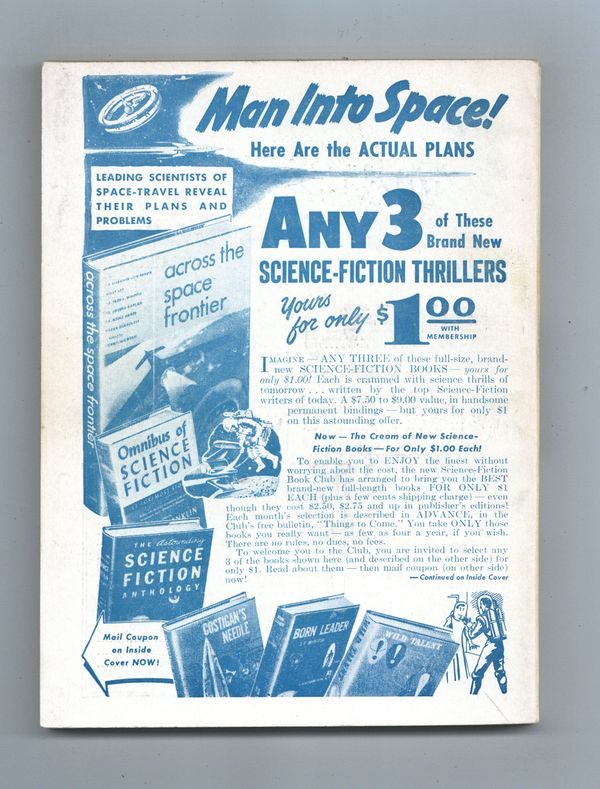 Man Into Space!
Here Are the ACTUAL PLANS
LEADING SCIENTISTS OF
SPACE-TRAVEL REVEAL
THEIR PLANS AND
PROBLEMS
ANY 3 of These
Brand New
SCIENCE-FICTION THRILLERS
Yours
for only $1.00
WITH
MEMBERSHIP
across the
space
frontier
across the space frontier
IMAGINE — ANY THREE of these full-size, brand-
new SCIENCE-FICTION BOOKS — yours for
only $1.00! Each is crammed with science thrills of
tomorrow . . . written by the top Science-Fiction
writers of today. A $7.50 to $9.00 value, in handsome
permanent bindings — but yours for only $1
on this astounding offer.
Now — The Cream of New Science-
Fiction Books — For Only $1.00 Each!
To enable you to ENJOY the finest without
worrying about the cost, the new Science-Fiction
Book Club has arranged to bring you the BEST
brand-new full-length books FOR ONLY $1
EACH (plus a few cents shipping charge) — even
though they cost $2.50, $2.75 and up in publisher's editions!
Each month's selection is described in ADVANCE, in the
Club's free bulletin, "Things to Come." You take ONLY those
books you really want — as few as four a year, if you wish.
There are no rules, no dues, no fees.
To welcome you to the Club, you are invited to select any
3 of the books shown here (and described on the other side) for
only $1. Read about them — then mail coupon (on other side)
now!
— Continued on Inside Cover
Omnibus of
SCIENCE
FICTION
THE Astounding
SCIENCE
FICTION
ANTHOLOGY
Mail Coupon
on Inside
Cover NOW!
COSTIGAN'S
NEEDLE
BORN LEADER
WILD TALENT